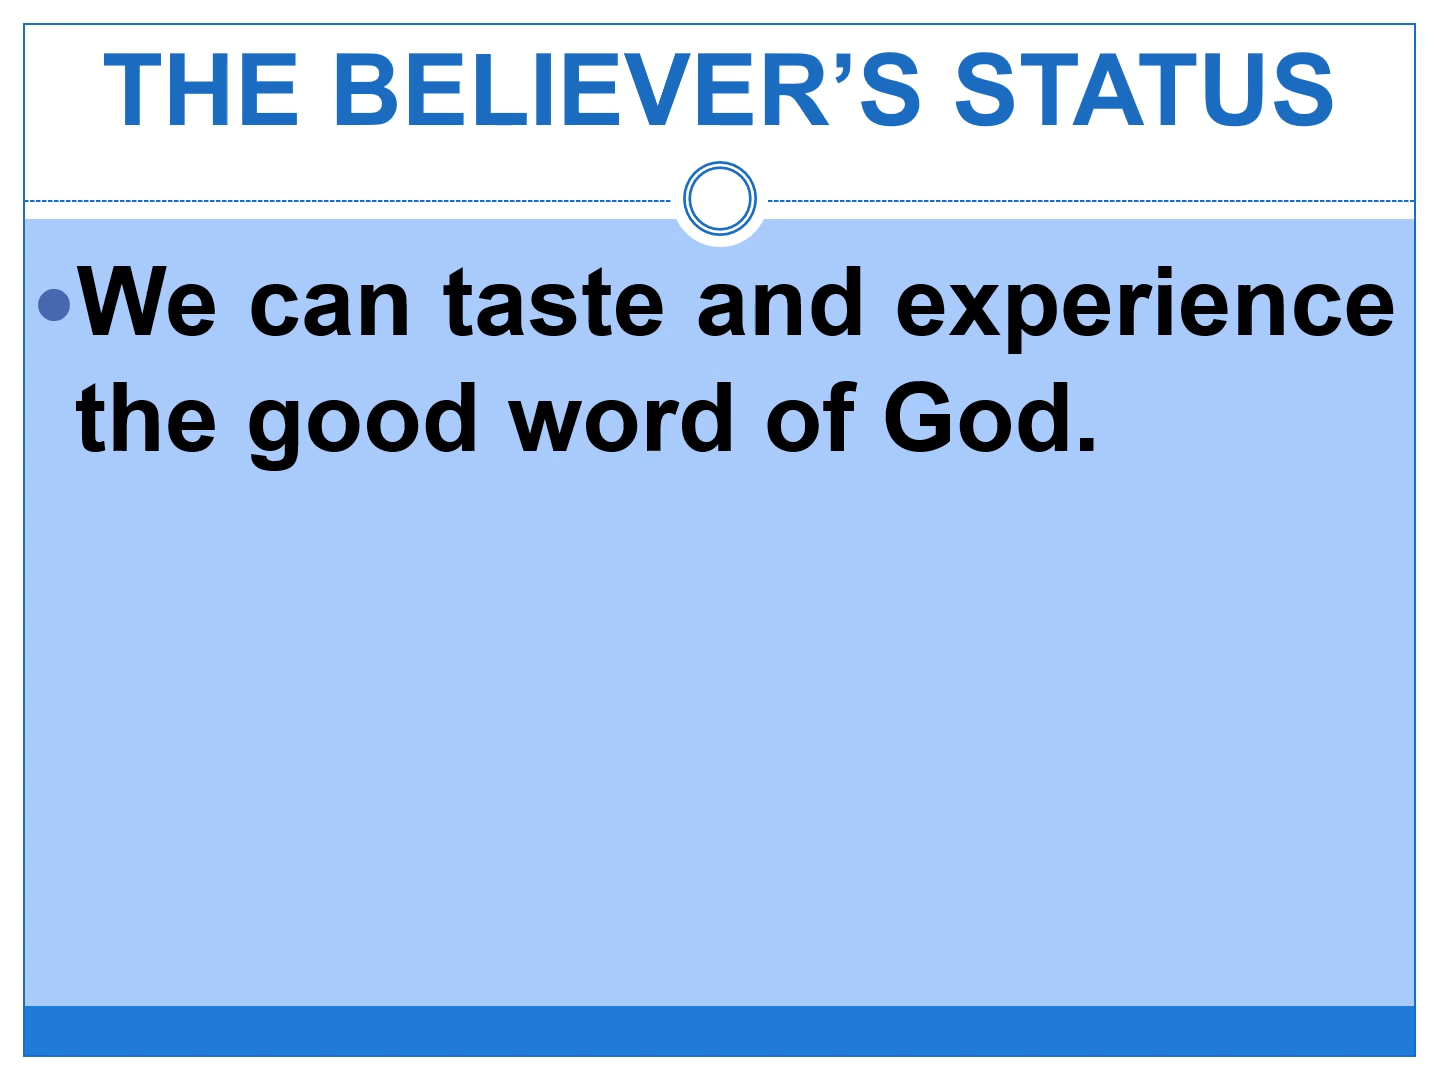 THE BELIEVER’S STATUS
•We can taste and experience
the good word of God.